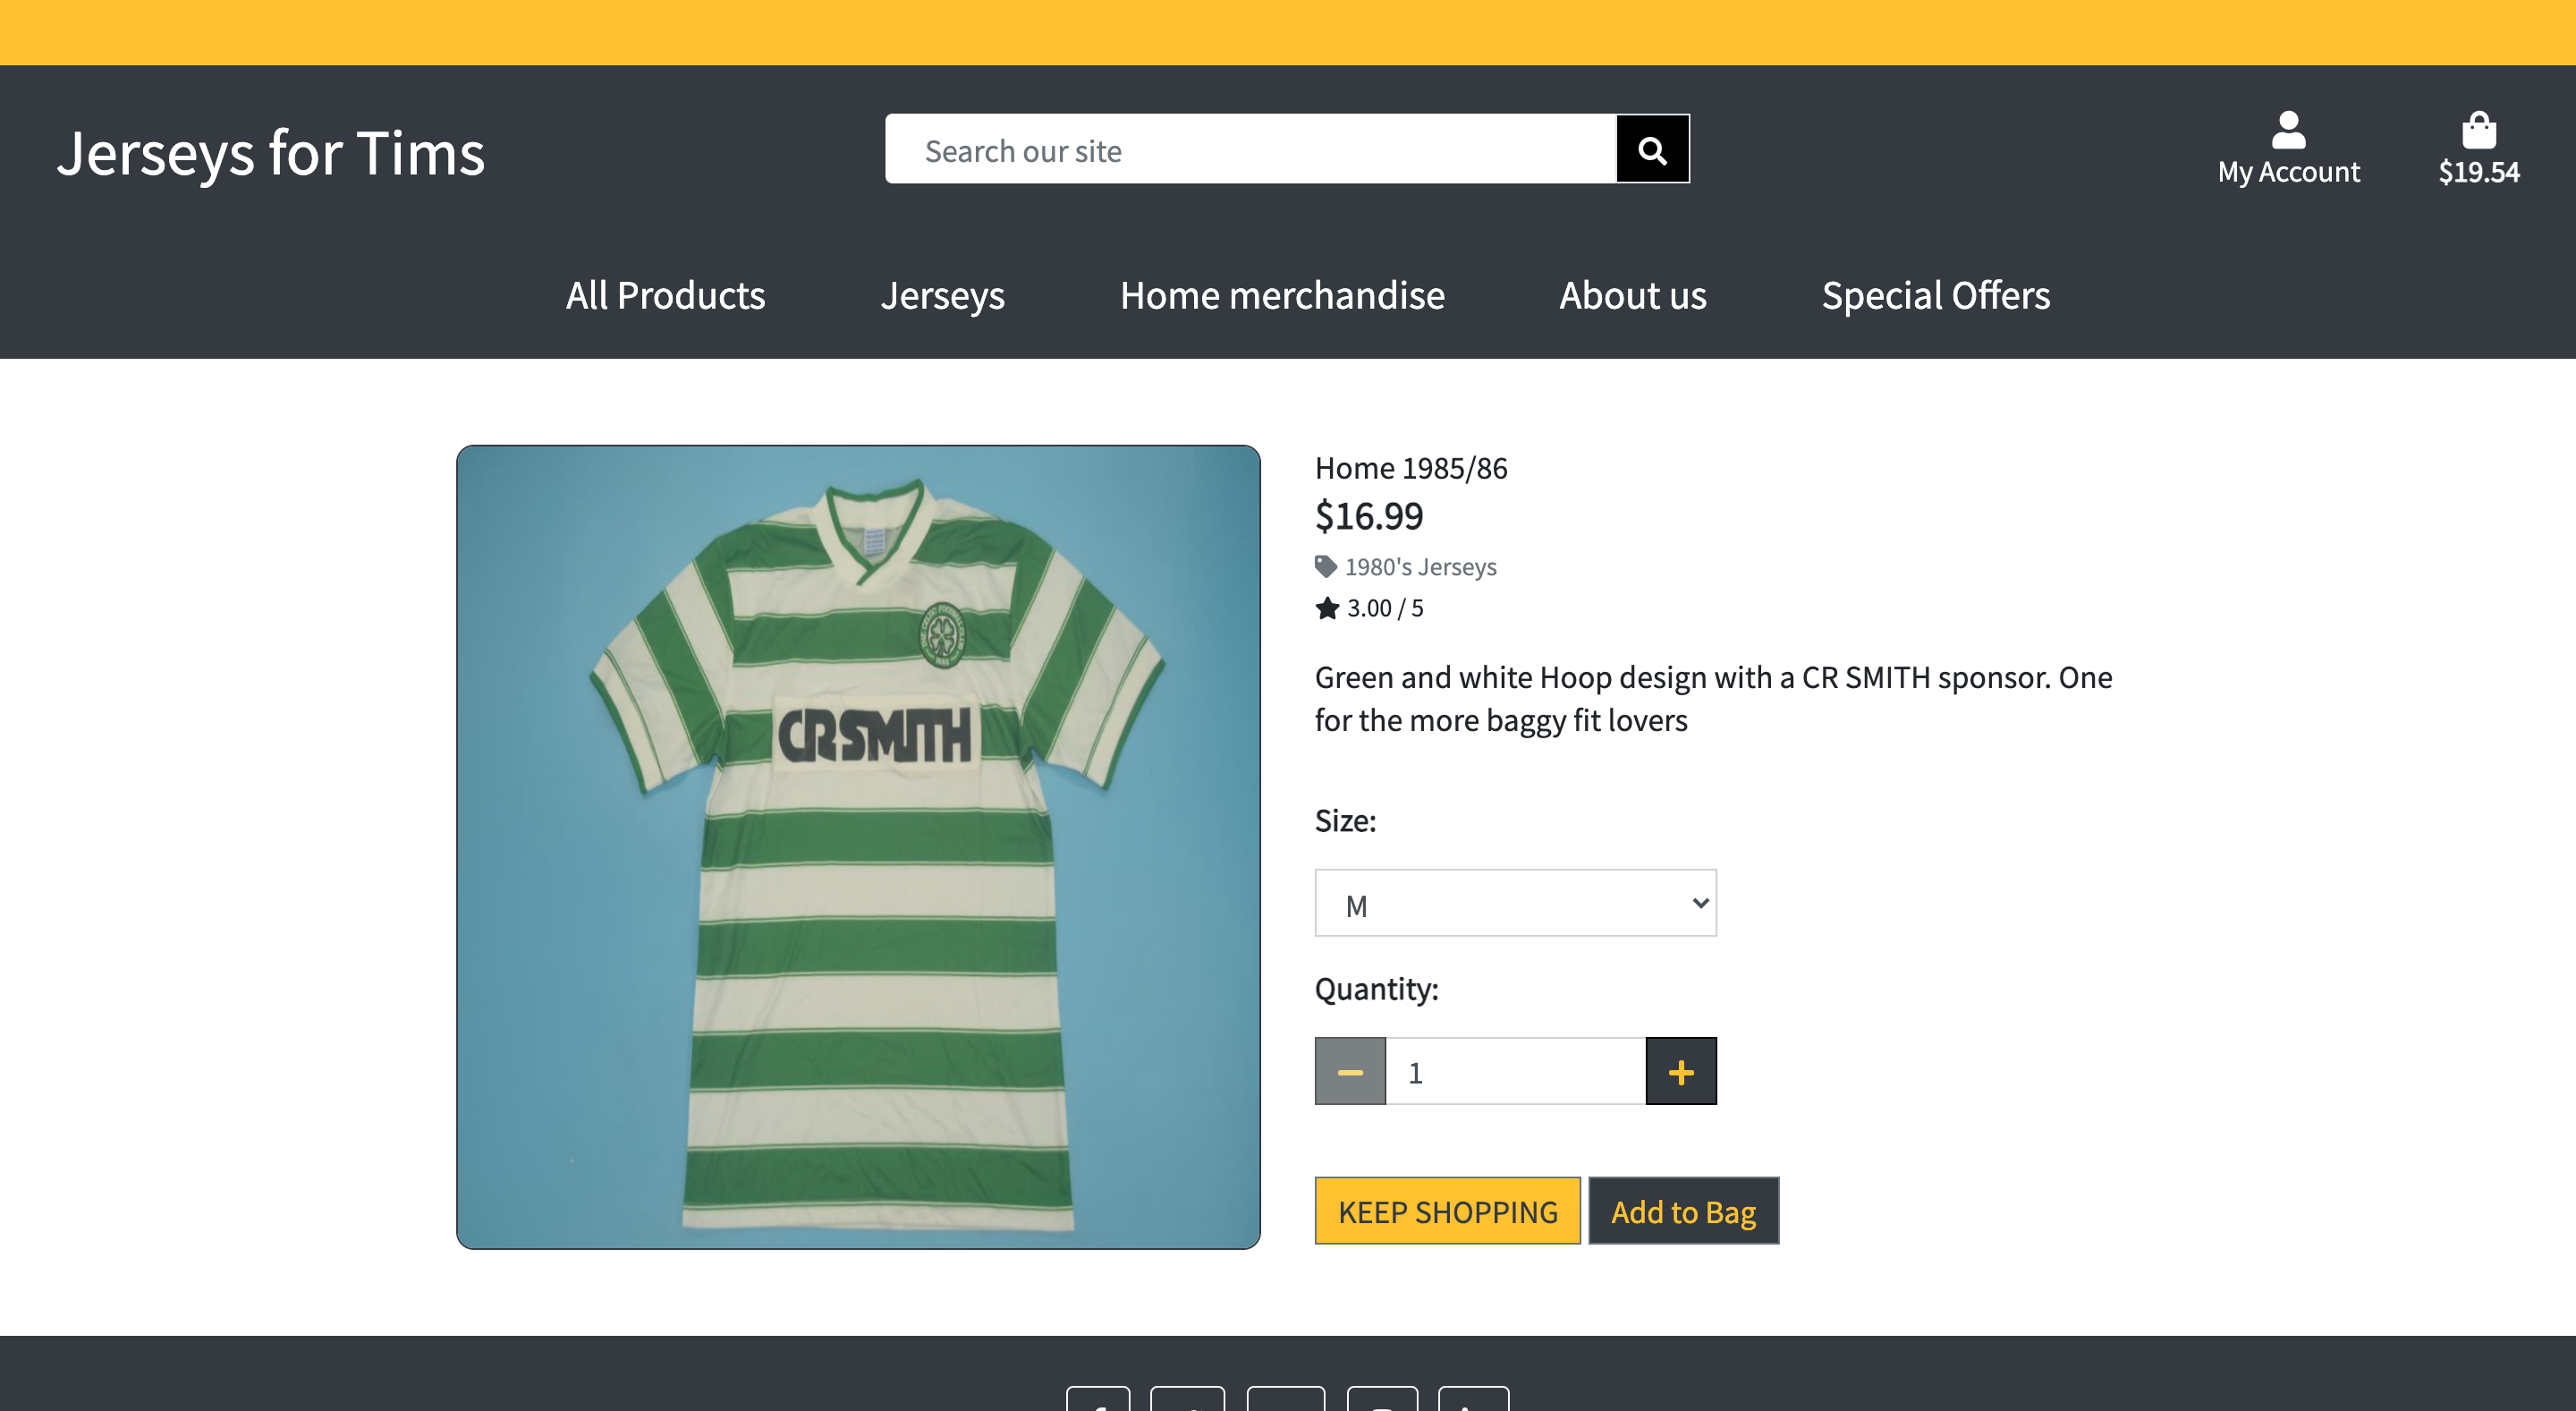 Jerseys for Tims
Search our site
My Account
$19.54
All Products
Jerseys
Home merchandise
About us
Special Offers
CR SMITH
Home 1985/86
$16.99
1980's Jerseys
3.00 / 5
Green and white Hoop design with a CR SMITH sponsor. One
for the more baggy fit lovers
Size:
M
Quantity:
1
KEEP SHOPPING
Add to Bag